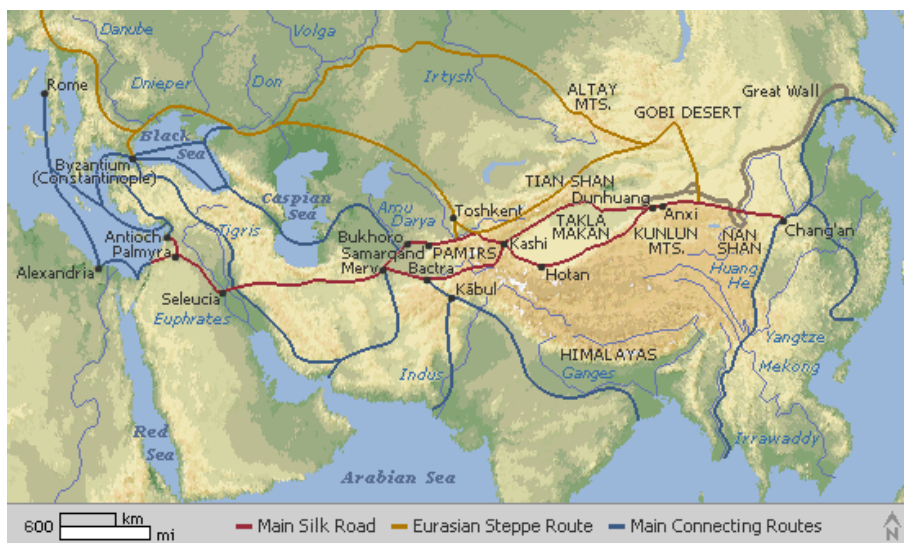 Danube
Volga
Rome
Dnieper
Don
Irtysh
ALTAY
MTS.
Great Wall
GOBI DESERT
Black
Sea
Byzantium
(Constantinople)
Caspian
Sea
TIAN SHAN
Dunhuang
Amu
Darya
Toshkent
TAKLA
MAKAN
Anxi
Tigris
Antioch
Palmyra
Bukhoro
Samarqand
Merv
PAMIRS
Bactra
Kashi
KUNLUN
MTS.
NAN
SHAN
Chang'an
Alexandria
Hotan
Huang
He
Seleucia
Euphrates
Kābul
Yangtze
HIMALAYAS
Indus
Ganges
Mekong
Red
Sea
Arabian Sea
Irrawaddy
600 km
mi
Main Silk Road
Eurasian Steppe Route
Main Connecting Routes
N